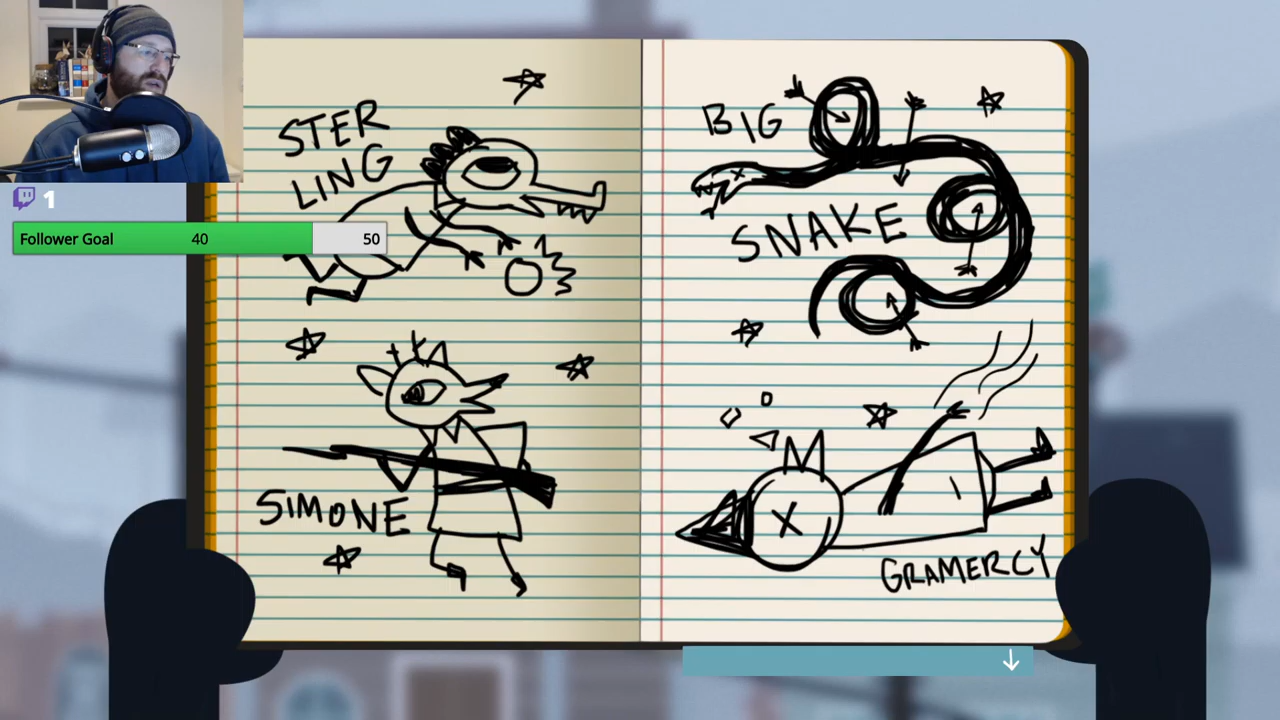 1
Follower Goal 40 50
STER
LING
SIMONE
BIG
SNAKE
GRAMERCY